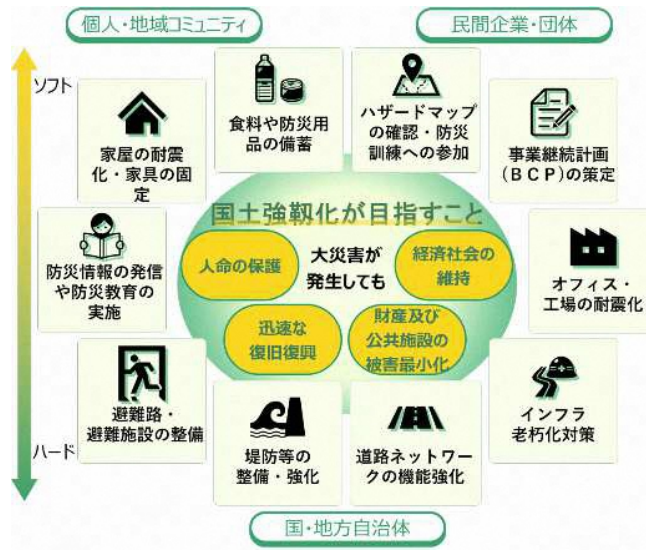 個人・地域コミュニティ
民間企業・団体
ソフト
家屋の耐震
化・家具の固
定
食料や防災用
品の備蓄
ハザードマップ
の確認・防災
訓練への参加
事業継続計画
(BCP)の策定
国土強靱化が目指すこと
人命の保護
大災害が
発生しても
経済社会の
維持
迅速な
復旧復興
財産及び
公共施設の
被害最小化
防災情報の発信
や防災教育の
実施
オフィス・
工場の耐震化
避難路・
避難施設の整備
堤防等の
整備・強化
道路ネットワー
クの機能強化
インフラ
老朽化対策
ハード
国・地方自治体